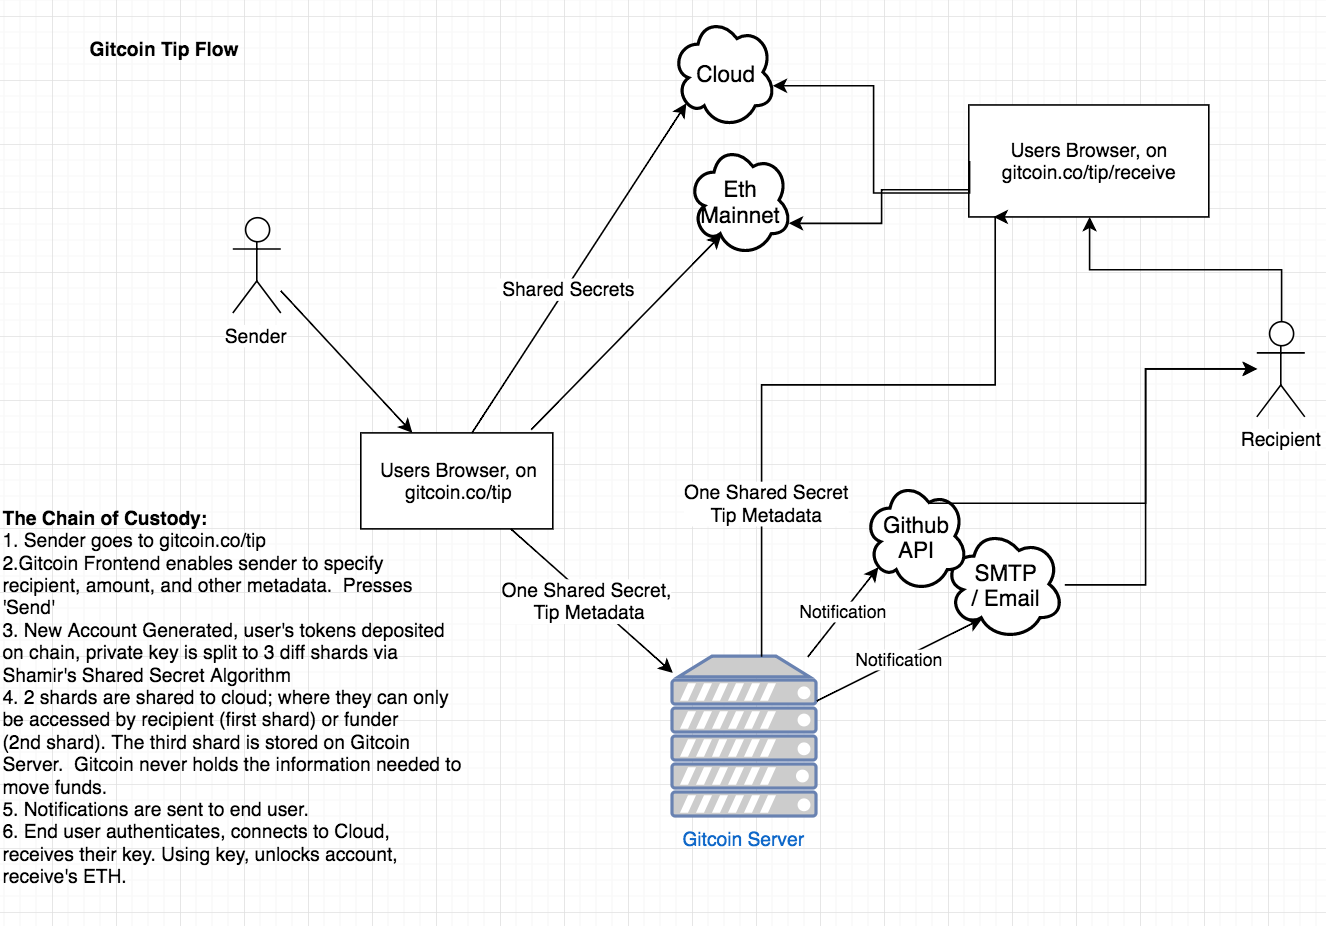 Gitcoin Tip Flow
Cloud
Users Browser, on
gitcoin.co/tip/receive
Eth
Mainnet
Shared Secrets
Sender
Recipient
Users Browser, on
gitcoin.co/tip
One Shared Secret
Tip Metadata
Github
API
SMTP
/ Email
One Shared Secret,
Tip Metadata
Notification
Notification
Gitcoin Server
The Chain of Custody:
1. Sender goes to gitcoin.co/tip
2.Gitcoin Frontend enables sender to specify
recipient, amount, and other metadata.  Presses
'Send'
3. New Account Generated, user's tokens deposited
on chain, private key is split to 3 diff shards via
Shamir's Shared Secret Algorithm
4. 2 shards are shared to cloud; where they can only
be accessed by recipient (first shard) or funder
(2nd shard). The third shard is stored on Gitcoin
Server.  Gitcoin never holds the information needed to
move funds.
5. Notifications are sent to end user.
6. End user authenticates, connects to Cloud,
receives their key. Using key, unlocks account,
receive's ETH.